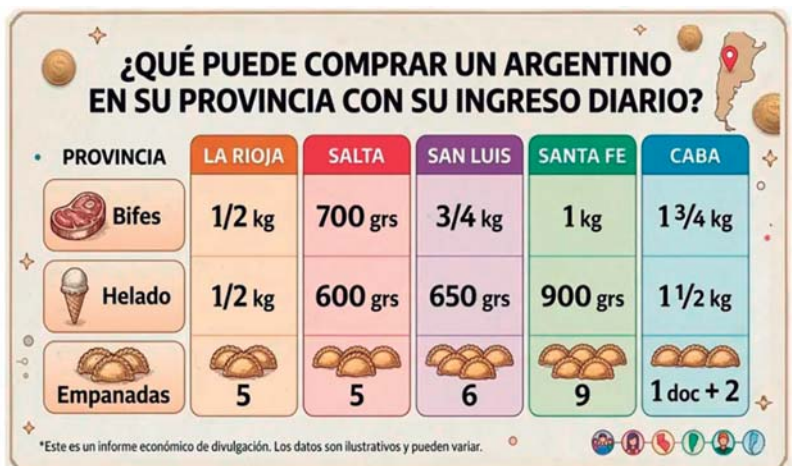 ¿QUÉ PUEDE COMPRAR UN ARGENTINO
EN SU PROVINCIA CON SU INGRESO DIARIO?
PROVINCIA LA RIOJA SALTA SAN LUIS SANTA FE CABA
Bifes 1/2 kg 700 grs 3/4 kg 1 kg 1 3/4 kg
Helado 1/2 kg 600 grs 650 grs 900 grs 1 1/2 kg
Empanadas 5 5 6 9 1 doc + 2
*Este es un informe económico de divulgación. Los datos son ilustrativos y pueden variar.